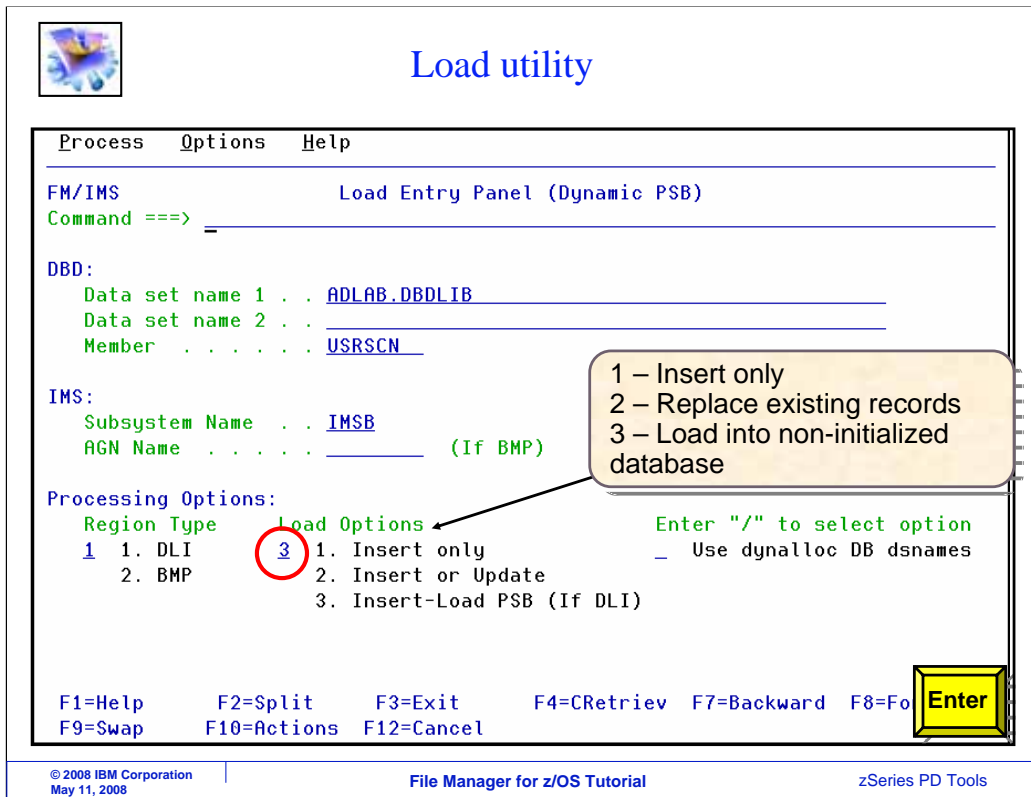 Load utility
Process Options Help
FM/IMS Load Entry Panel (Dynamic PSB)
Command ===> _
DBD:
Data set name 1 . . ADLAB.DBDLIB
Data set name 2 . .
Member . . . . . . USRSCN
IMS:
Subsystem Name . . IMSB
AGN Name . . . . . (If BMP)
1 – Insert only
2 – Replace existing records
3 – Load into non-initialized
database
Processing Options:
Region Type Load Options Enter "/" to select option
1 1. DLI 3 1. Insert only _ Use dynalloc DB dsnames
2. BMP 2. Insert or Update
3. Insert-Load PSB (If DLI)
F1=Help F2=Split F3=Exit F4=CRetriev F7=Backward F8=Fo
Enter
F9=Swap F10=Actions F12=Cancel
© 2008 IBM Corporation
May 11, 2008
File Manager for z/OS Tutorial
zSeries PD Tools